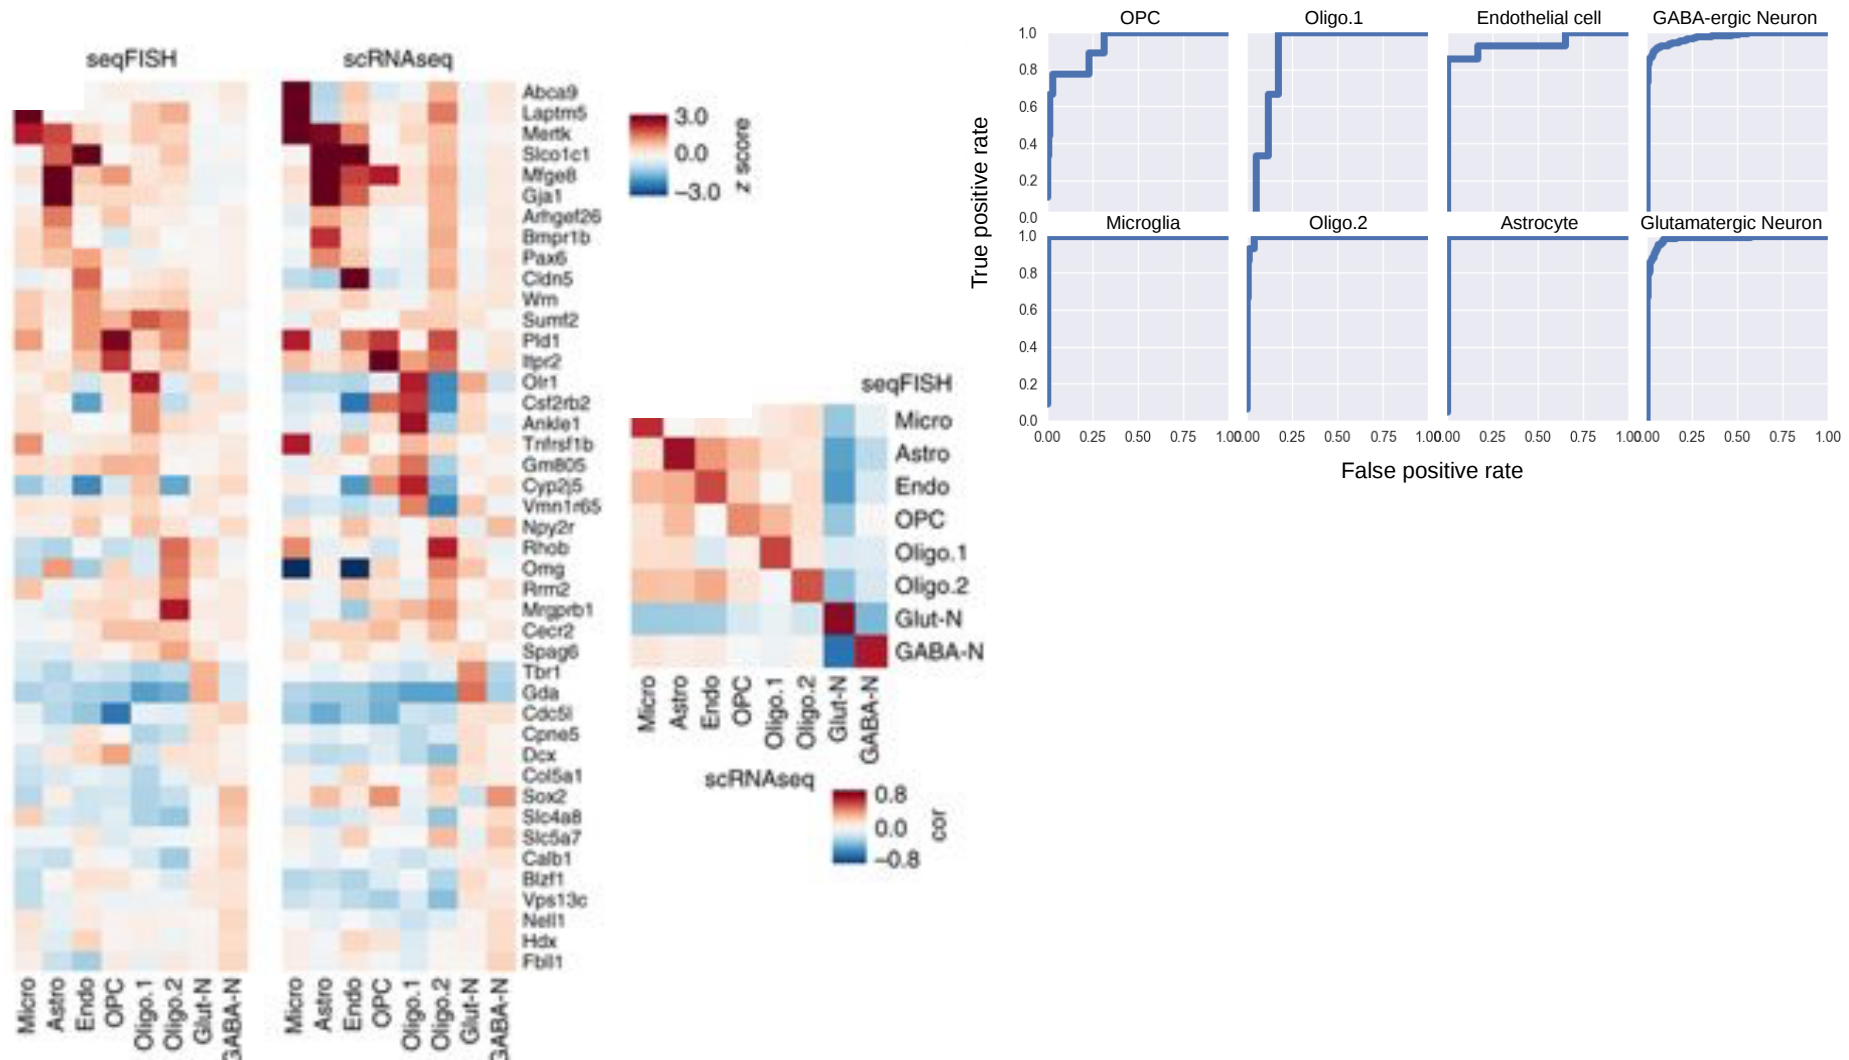 seqFISH
scRNAseq
Abca9
Laptm5
Mertk
Slco1c1
Mfge8
Gja1
Arhgef26
Bmpr1b
Pax6
Cldn5
Wrn
Sumf2
Pld1
Itpr2
Olr1
Csf2rb2
Ankle1
Tnfrsf1b
Gm805
Cyp2j5
Vmn1r65
Npy2r
Rhob
Omg
Rrm2
Mrgprb1
Cecr2
Spag6
Tbr1
Gda
Cdc5l
Cpne5
Dcx
Col5a1
Sox2
Slc4a8
Slc5a7
Calb1
Blzf1
Vps13c
Nell1
Hdx
Fbll1
Micro Astro Endo OPC Oligo.1 Oligo.2 Glut-N GABA-N
Micro Astro Endo OPC Oligo.1 Oligo.2 Glut-N GABA-N
3.0
0.0
−3.0
z score
seqFISH
Micro
Astro
Endo
OPC
Oligo.1
Oligo.2
Glut-N
GABA-N
Micro Astro Endo OPC Oligo.1 Oligo.2 Glut-N GABA-N
scRNAseq
0.8
0.0
−0.8
cor
OPC Oligo.1 Endothelial cell GABA-ergic Neuron
1.0
0.8
0.6
0.4
0.2
0.0
Microglia Oligo.2 Astrocyte Glutamatergic Neuron
1.0
0.8
0.6
0.4
0.2
0.0
0.00 0.25 0.50 0.75 1.00 0.00 0.25 0.50 0.75 1.00 0.00 0.25 0.50 0.75 1.00 0.00 0.25 0.50 0.75 1.00
True positive rate
False positive rate